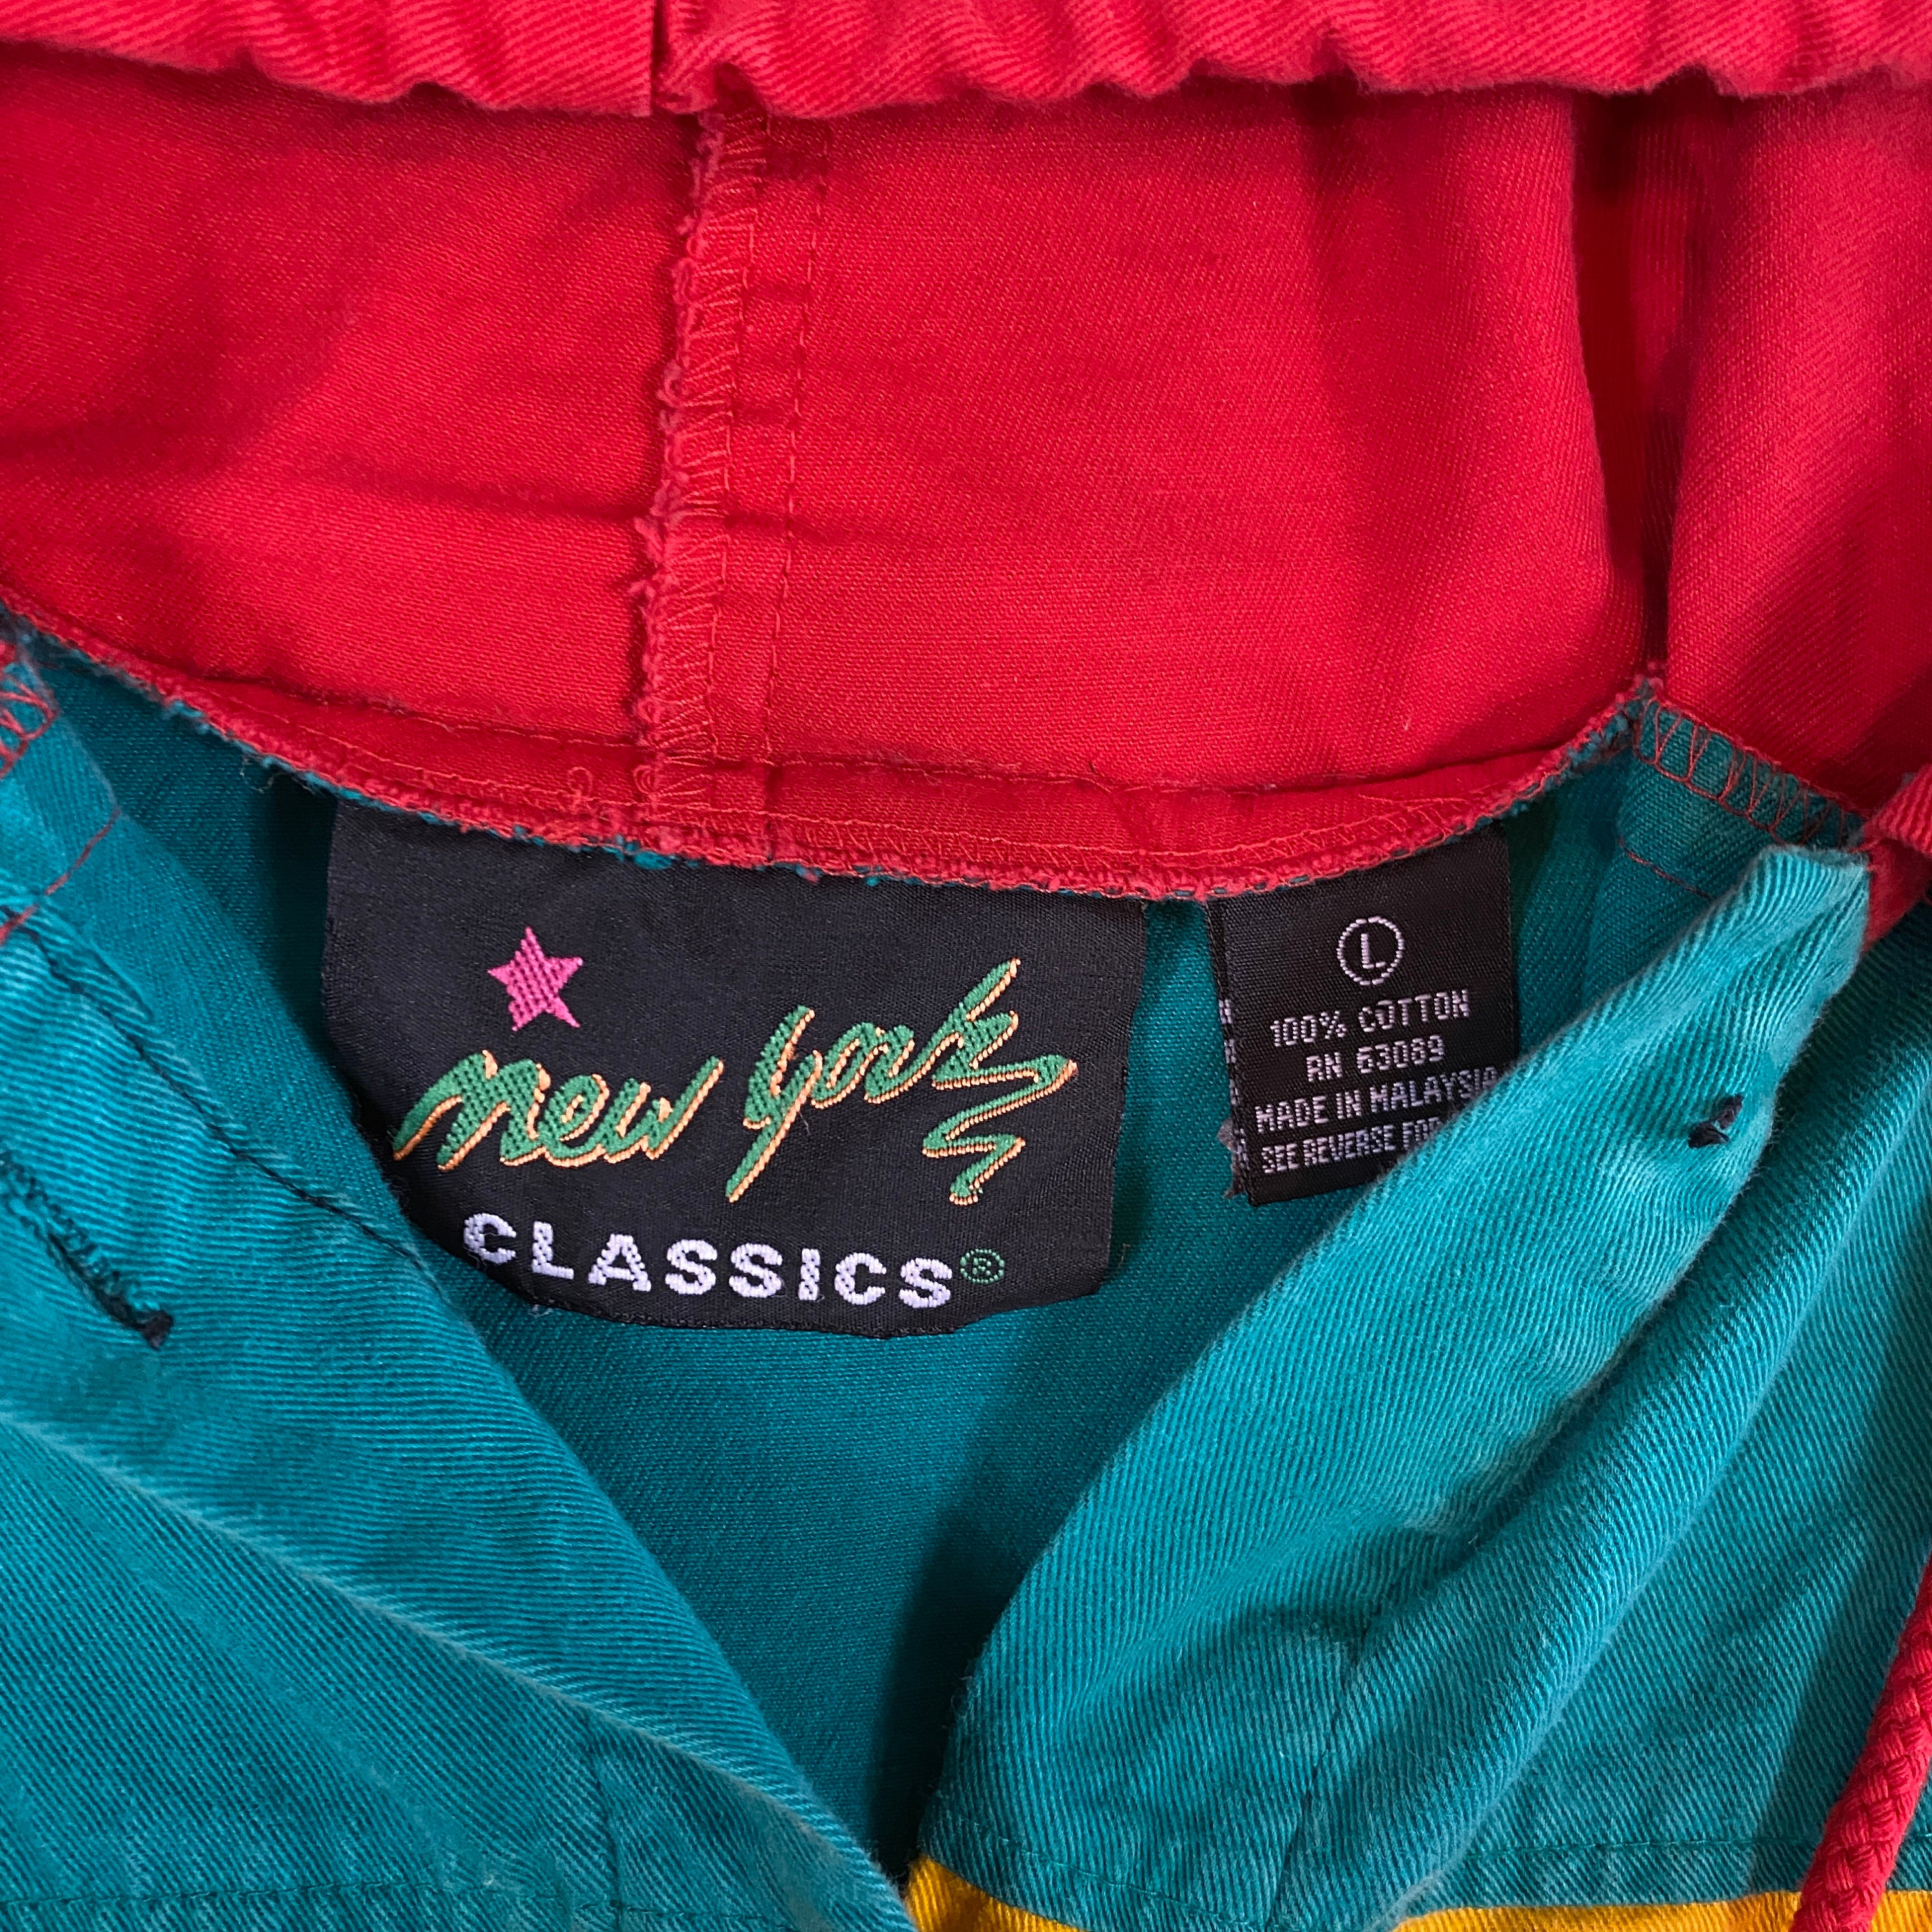 new york
CLASSICS®
L
100% COTTON
RN 63089
MADE IN MALAYSIA
SEE REVERSE FOR